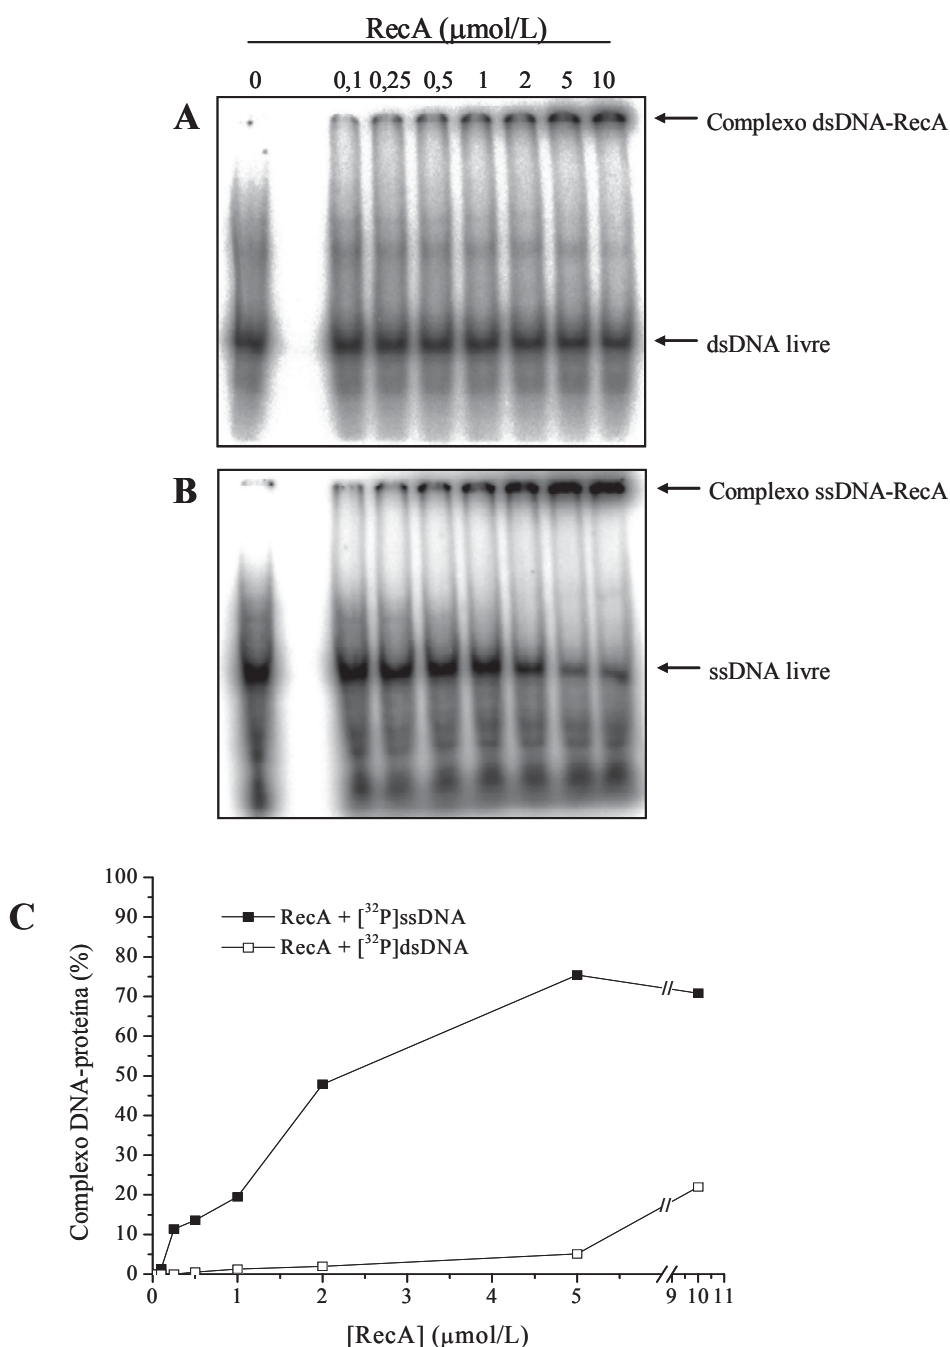 RecA (µmol/L)
0 0,1 0,25 0,5 1 2 5 10
A
Complexo dsDNA-RecA
dsDNA livre
B
Complexo ssDNA-RecA
ssDNA livre
C
100
90
80
70
60
50
40
30
20
10
0
Complexo DNA-proteína (%)
RecA + [³²P]ssDNA
RecA + [³²P]dsDNA
0 1 2 3 4 5 9 10 11
[RecA] (µmol/L)